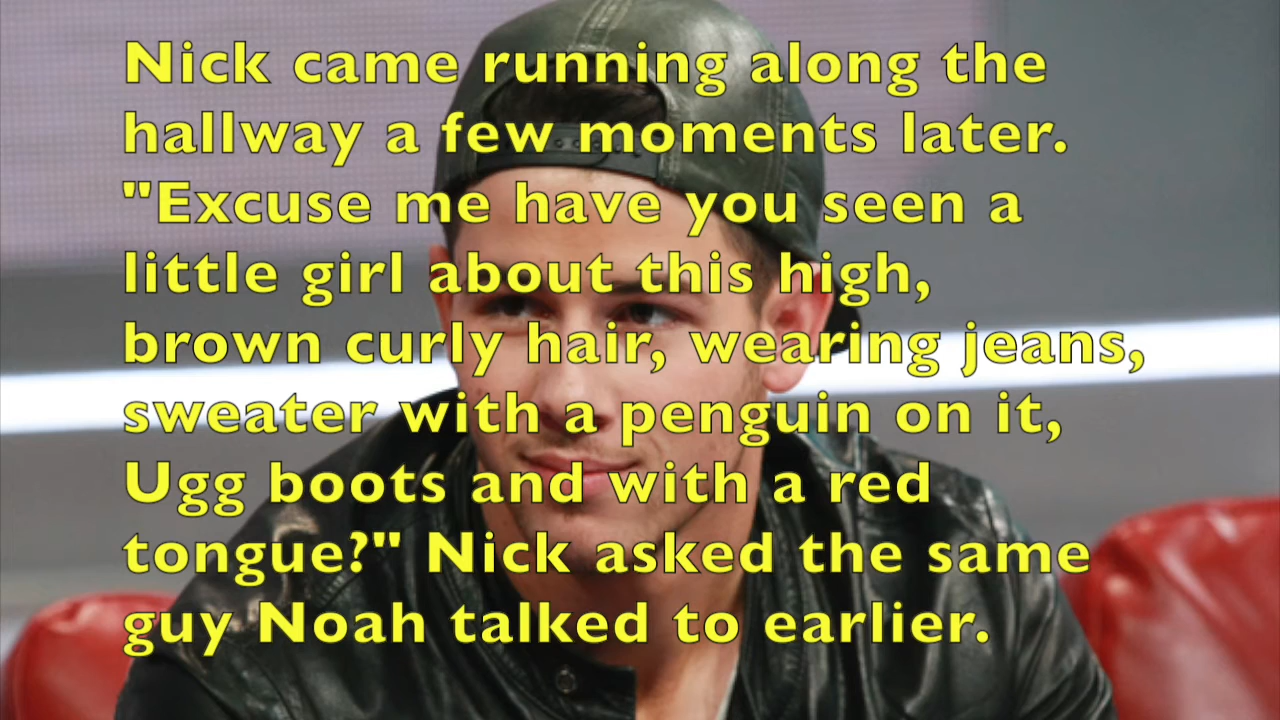 Nick came running along the
hallway a few moments later.
"Excuse me have you seen a
little girl about this high,
brown curly hair, wearing jeans,
sweater with a penguin on it,
Ugg boots and with a red
tongue?" Nick asked the same
guy Noah talked to earlier.